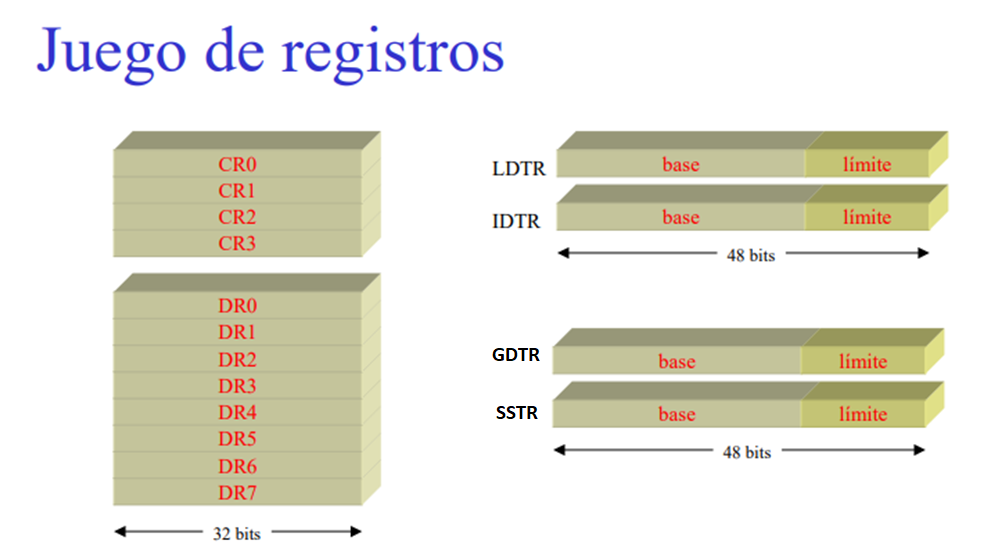 Juego de registros
CR0
CR1
CR2
CR3
DR0
DR1
DR2
DR3
DR4
DR5
DR6
DR7
32 bits
LDTR base límite
IDTR base límite
48 bits
GDTR base límite
SSTR base límite
48 bits